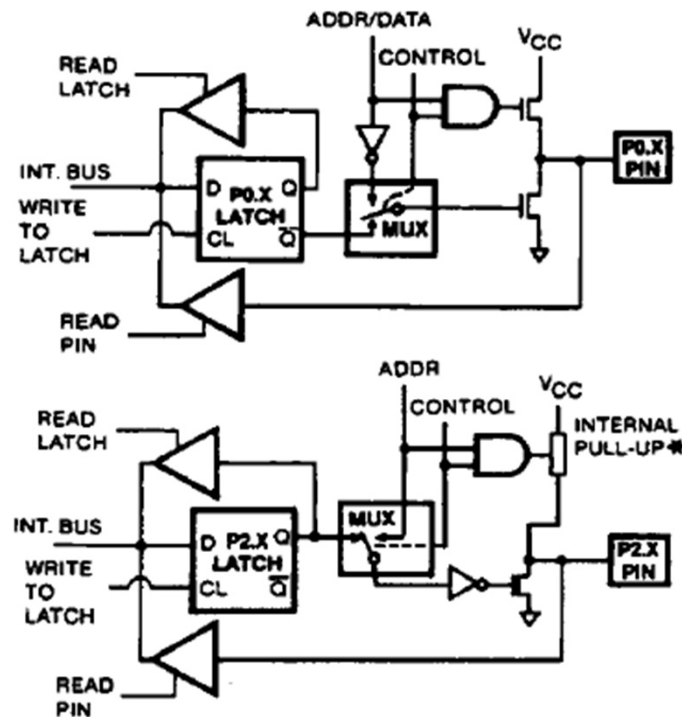 ADDR/DATA
CONTROL
VCC
READ
LATCH
P0.X
PIN
INT. BUS
D P0.X Q
LATCH
WRITE
TO
LATCH
CL Q
MUX
READ
PIN
ADDR
CONTROL
VCC
READ
LATCH
INTERNAL
PULL-UP*
MUX
INT. BUS
D P2.X Q
LATCH
P2.X
PIN
WRITE
TO
LATCH
CL Q
READ
PIN